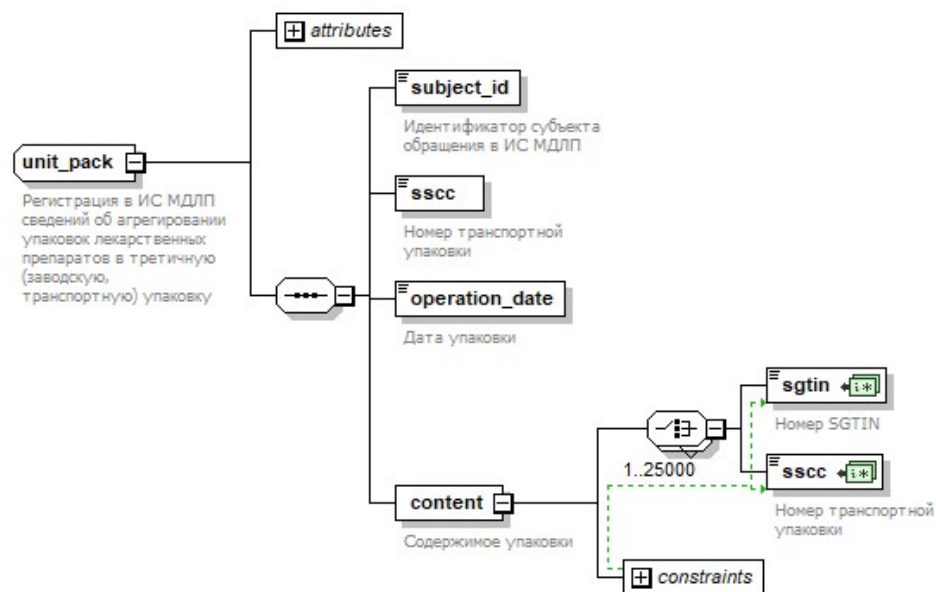 attributes
subject_id
Идентификатор субъекта
обращения в ИС МДЛП
unit_pack
Регистрация в ИС МДЛП
сведений об агрегировании
упаковок лекарственных
препаратов в третичную
(заводскую,
транспортную) упаковку
sscc
Номер транспортной
упаковки
operation_date
Дата упаковки
content
Содержимое упаковки
1..25000
sgtin
i*
Номер SGTIN
sscc
i*
Номер транспортной
упаковки
constraints